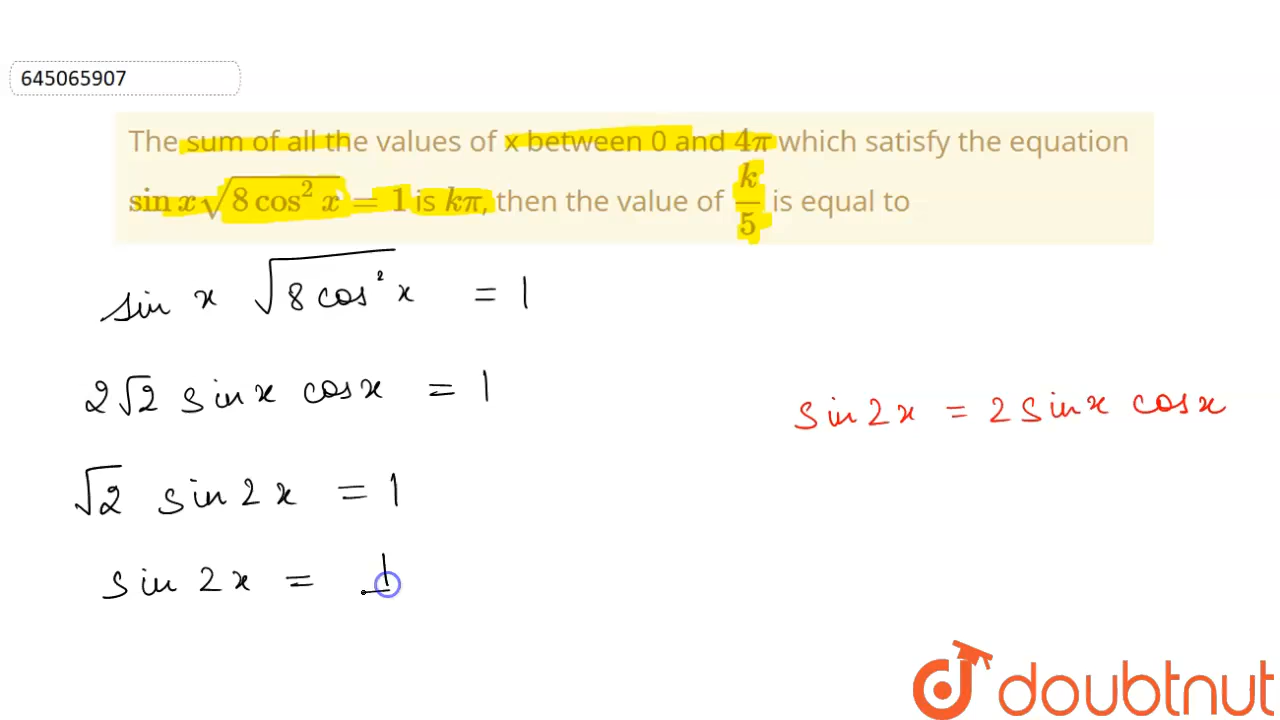 645065907
The sum of all the values of x between 0 and 4π which satisfy the equation
sin x√(8 cos² x) = 1 is kπ, then the value of k/5 is equal to
sin x √(8 cos² x) = 1
2√2 sin x cos x = 1
sin 2x = 2 sin x cos x
√2 sin 2x = 1
sin 2x = 1
doubtnut